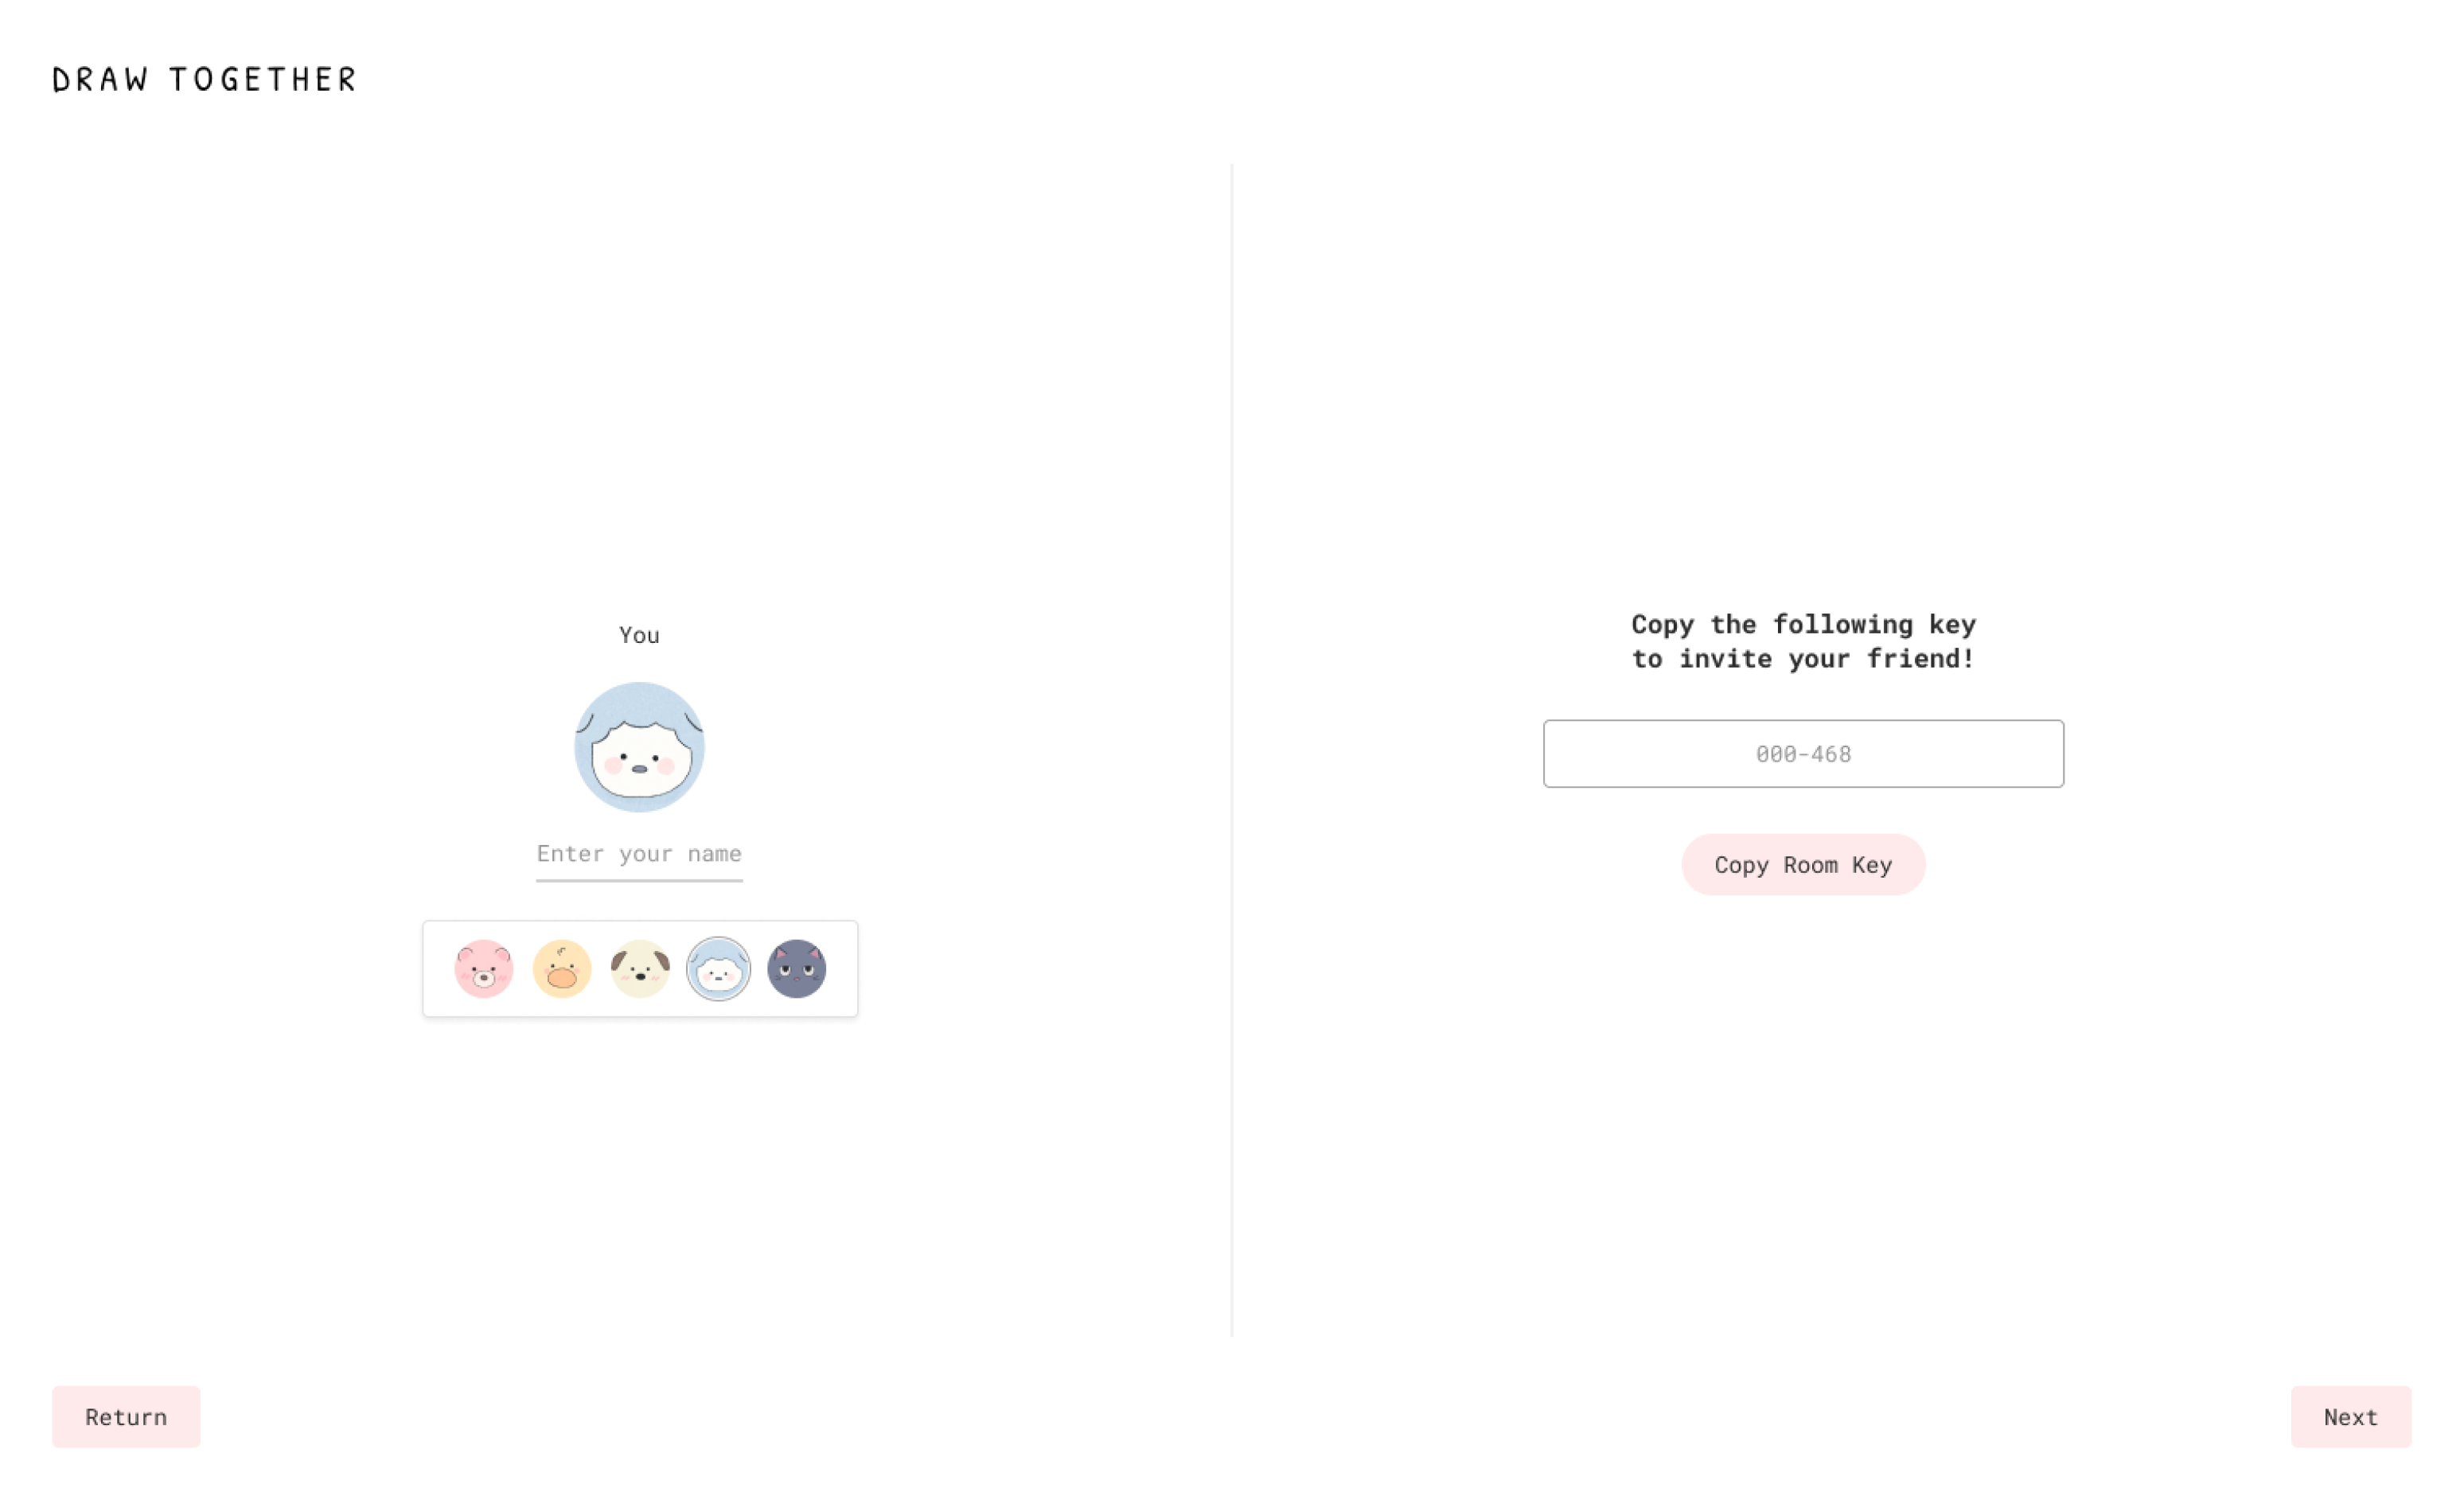 DRAW TOGETHER
You
Enter your name
Copy the following key
to invite your friend!
000-468
Copy Room Key
Return
Next